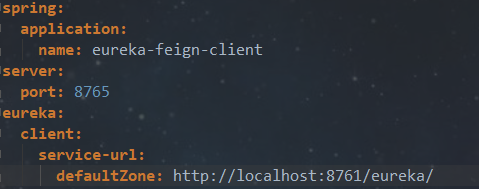 spring:
  application:
    name: eureka-feign-client
server:
  port: 8765
eureka:
  client:
    service-url:
      defaultZone: http://localhost:8761/eureka/